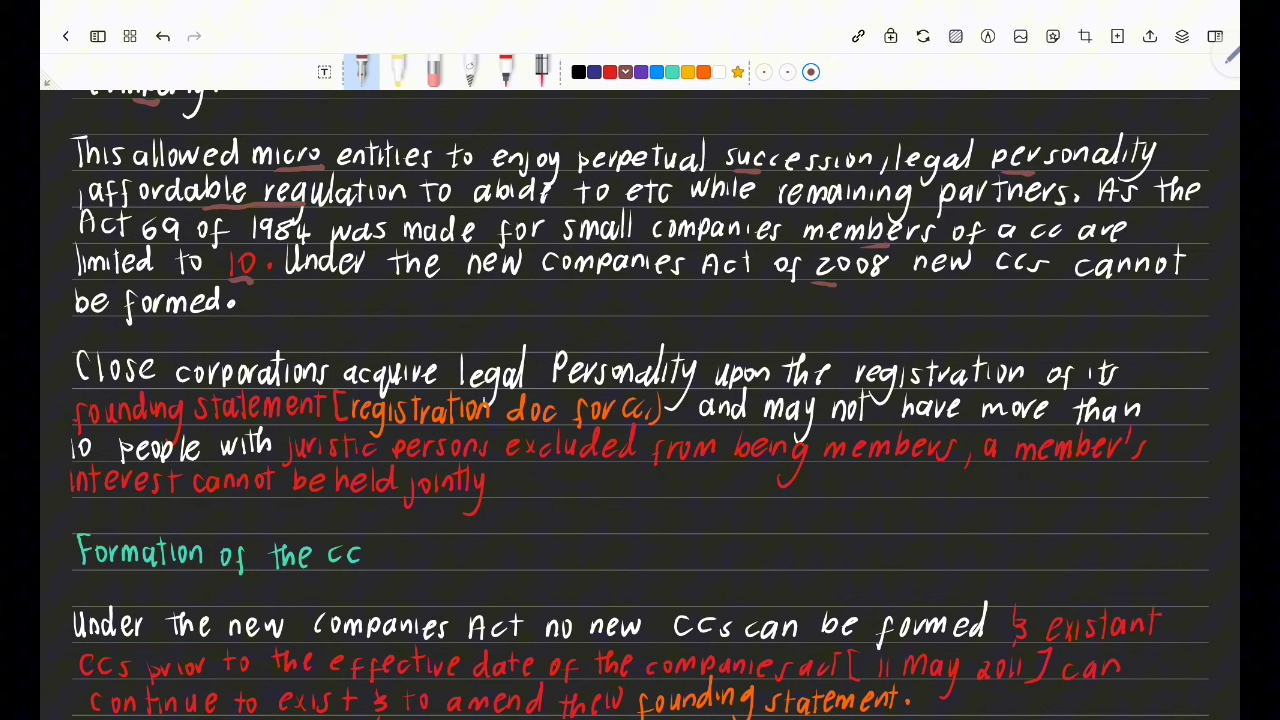 This allowed micro entities to enjoy perpetual succession, legal personality
, affordable regulation to abide to etc while remaining partners. As the
Act 69 of 1984 was made for small companies members of a cc are
limited to 10. Under the new companies Act of 2008 new ccs cannot
be formed.
Close corporations acquire legal Personality upon the registration of its
founding statement [registration doc for cc,) and may not have more than
10 people with juristic persons excluded from being members, a member's
interest cannot be held jointly
Formation of the cc
Under the new companies Act no new CCs can be formed & existant
CCs prior to the effective date of the companies act [ 11 May 2011 ] can
continue to exist & to amend their founding statement.